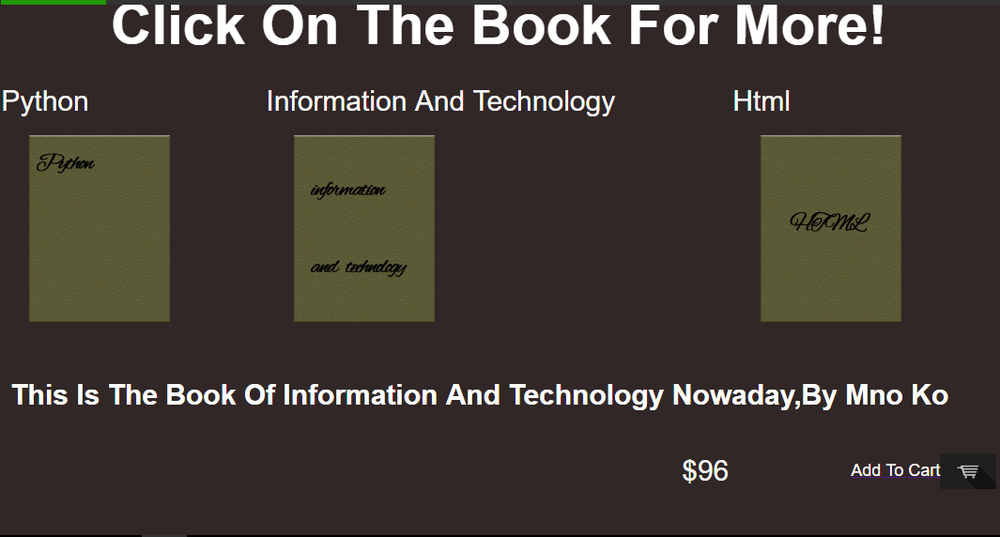 Click On The Book For More!
Python
Information And Technology
Html
Python
information
and technology
HTML
This Is The Book Of Information And Technology Nowaday,By Mno Ko
$96
Add To Cart